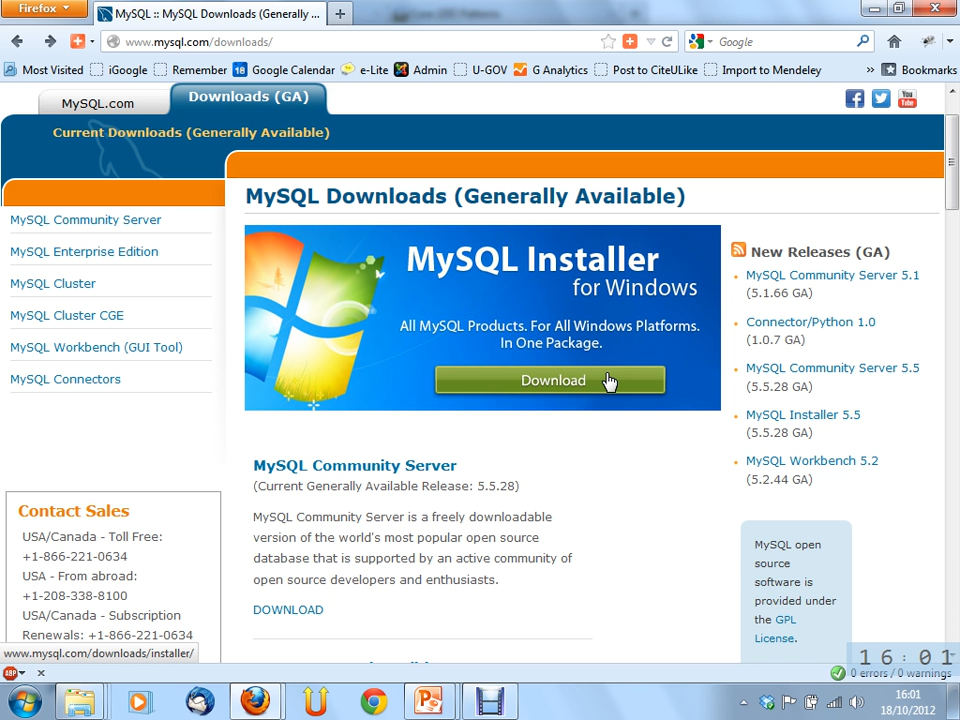 Firefox
MySQL :: MySQL Downloads (Generally ...
www.mysql.com/downloads/
Google
Most Visited
iGoogle
Remember
18
Google Calendar
e-Lite
Admin
U-GOV
G Analytics
Post to CiteULike
Import to Mendeley
»
Bookmarks
MySQL.com
Downloads (GA)
You
Tube
Current Downloads (Generally Available)
MySQL Community Server
MySQL Enterprise Edition
MySQL Cluster
MySQL Cluster CGE
MySQL Workbench (GUI Tool)
MySQL Connectors
Contact Sales
USA/Canada - Toll Free:
+1-866-221-0634
USA - From abroad:
+1-208-338-8100
USA/Canada - Subscription
Renewals: +1-866-221-0634
MySQL Downloads (Generally Available)
MySQL Installer
for Windows
All MySQL Products. For All Windows Platforms.
In One Package.
Download
MySQL Community Server
(Current Generally Available Release: 5.5.28)
MySQL Community Server is a freely downloadable
version of the world's most popular open source
database that is supported by an active community of
open source developers and enthusiasts.
DOWNLOAD
New Releases (GA)
MySQL Community Server 5.1
(5.1.66 GA)
Connector/Python 1.0
(1.0.7 GA)
MySQL Community Server 5.5
(5.5.28 GA)
MySQL Installer 5.5
(5.5.28 GA)
MySQL Workbench 5.2
(5.2.44 GA)
MySQL open
source
software is
provided under
the GPL
License.
www.mysql.com/downloads/installer/
16:01
ABP
0 errors / 0 warnings
16:01
18/10/2012